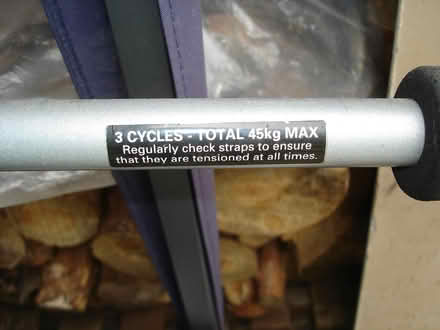 3 CYCLES - TOTAL 45kg MAX
Regularly check straps to ensure
that they are tensioned at all times.